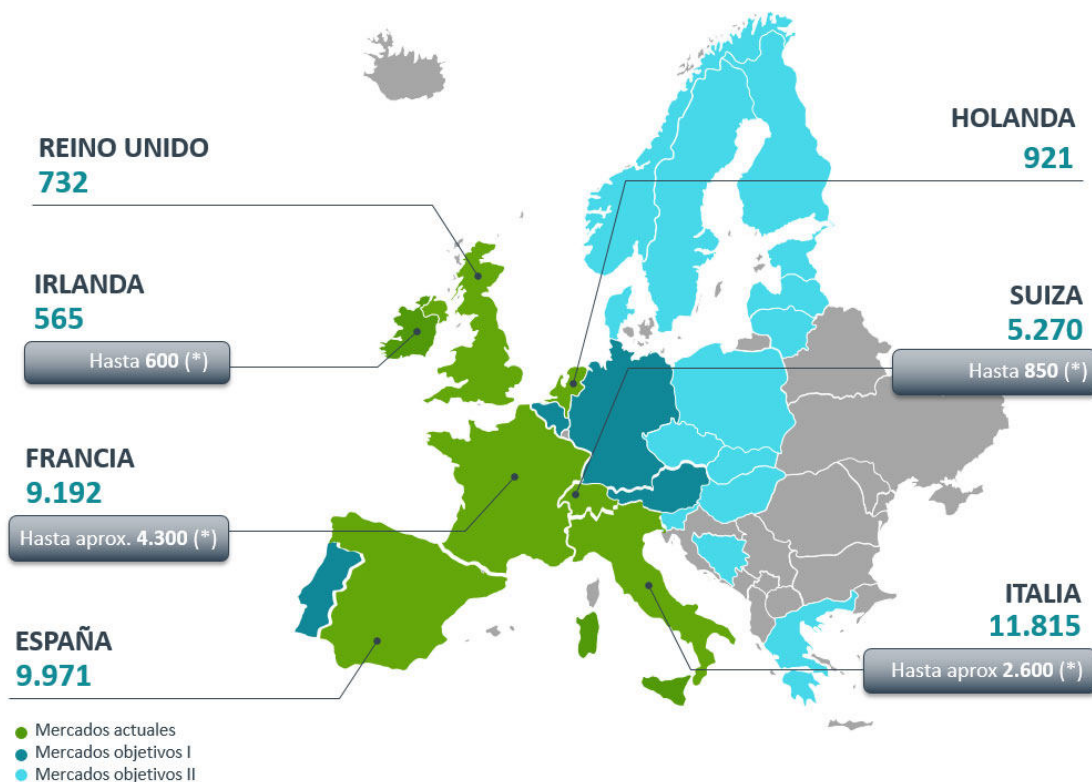 REINO UNIDO
732
HOLANDA
921
IRLANDA
565
Hasta 600 (*)
SUIZA
5.270
Hasta 850 (*)
FRANCIA
9.192
Hasta aprox. 4.300 (*)
ITALIA
11.815
Hasta aprox 2.600 (*)
ESPAÑA
9.971
Mercados actuales
Mercados objetivos I
Mercados objetivos II